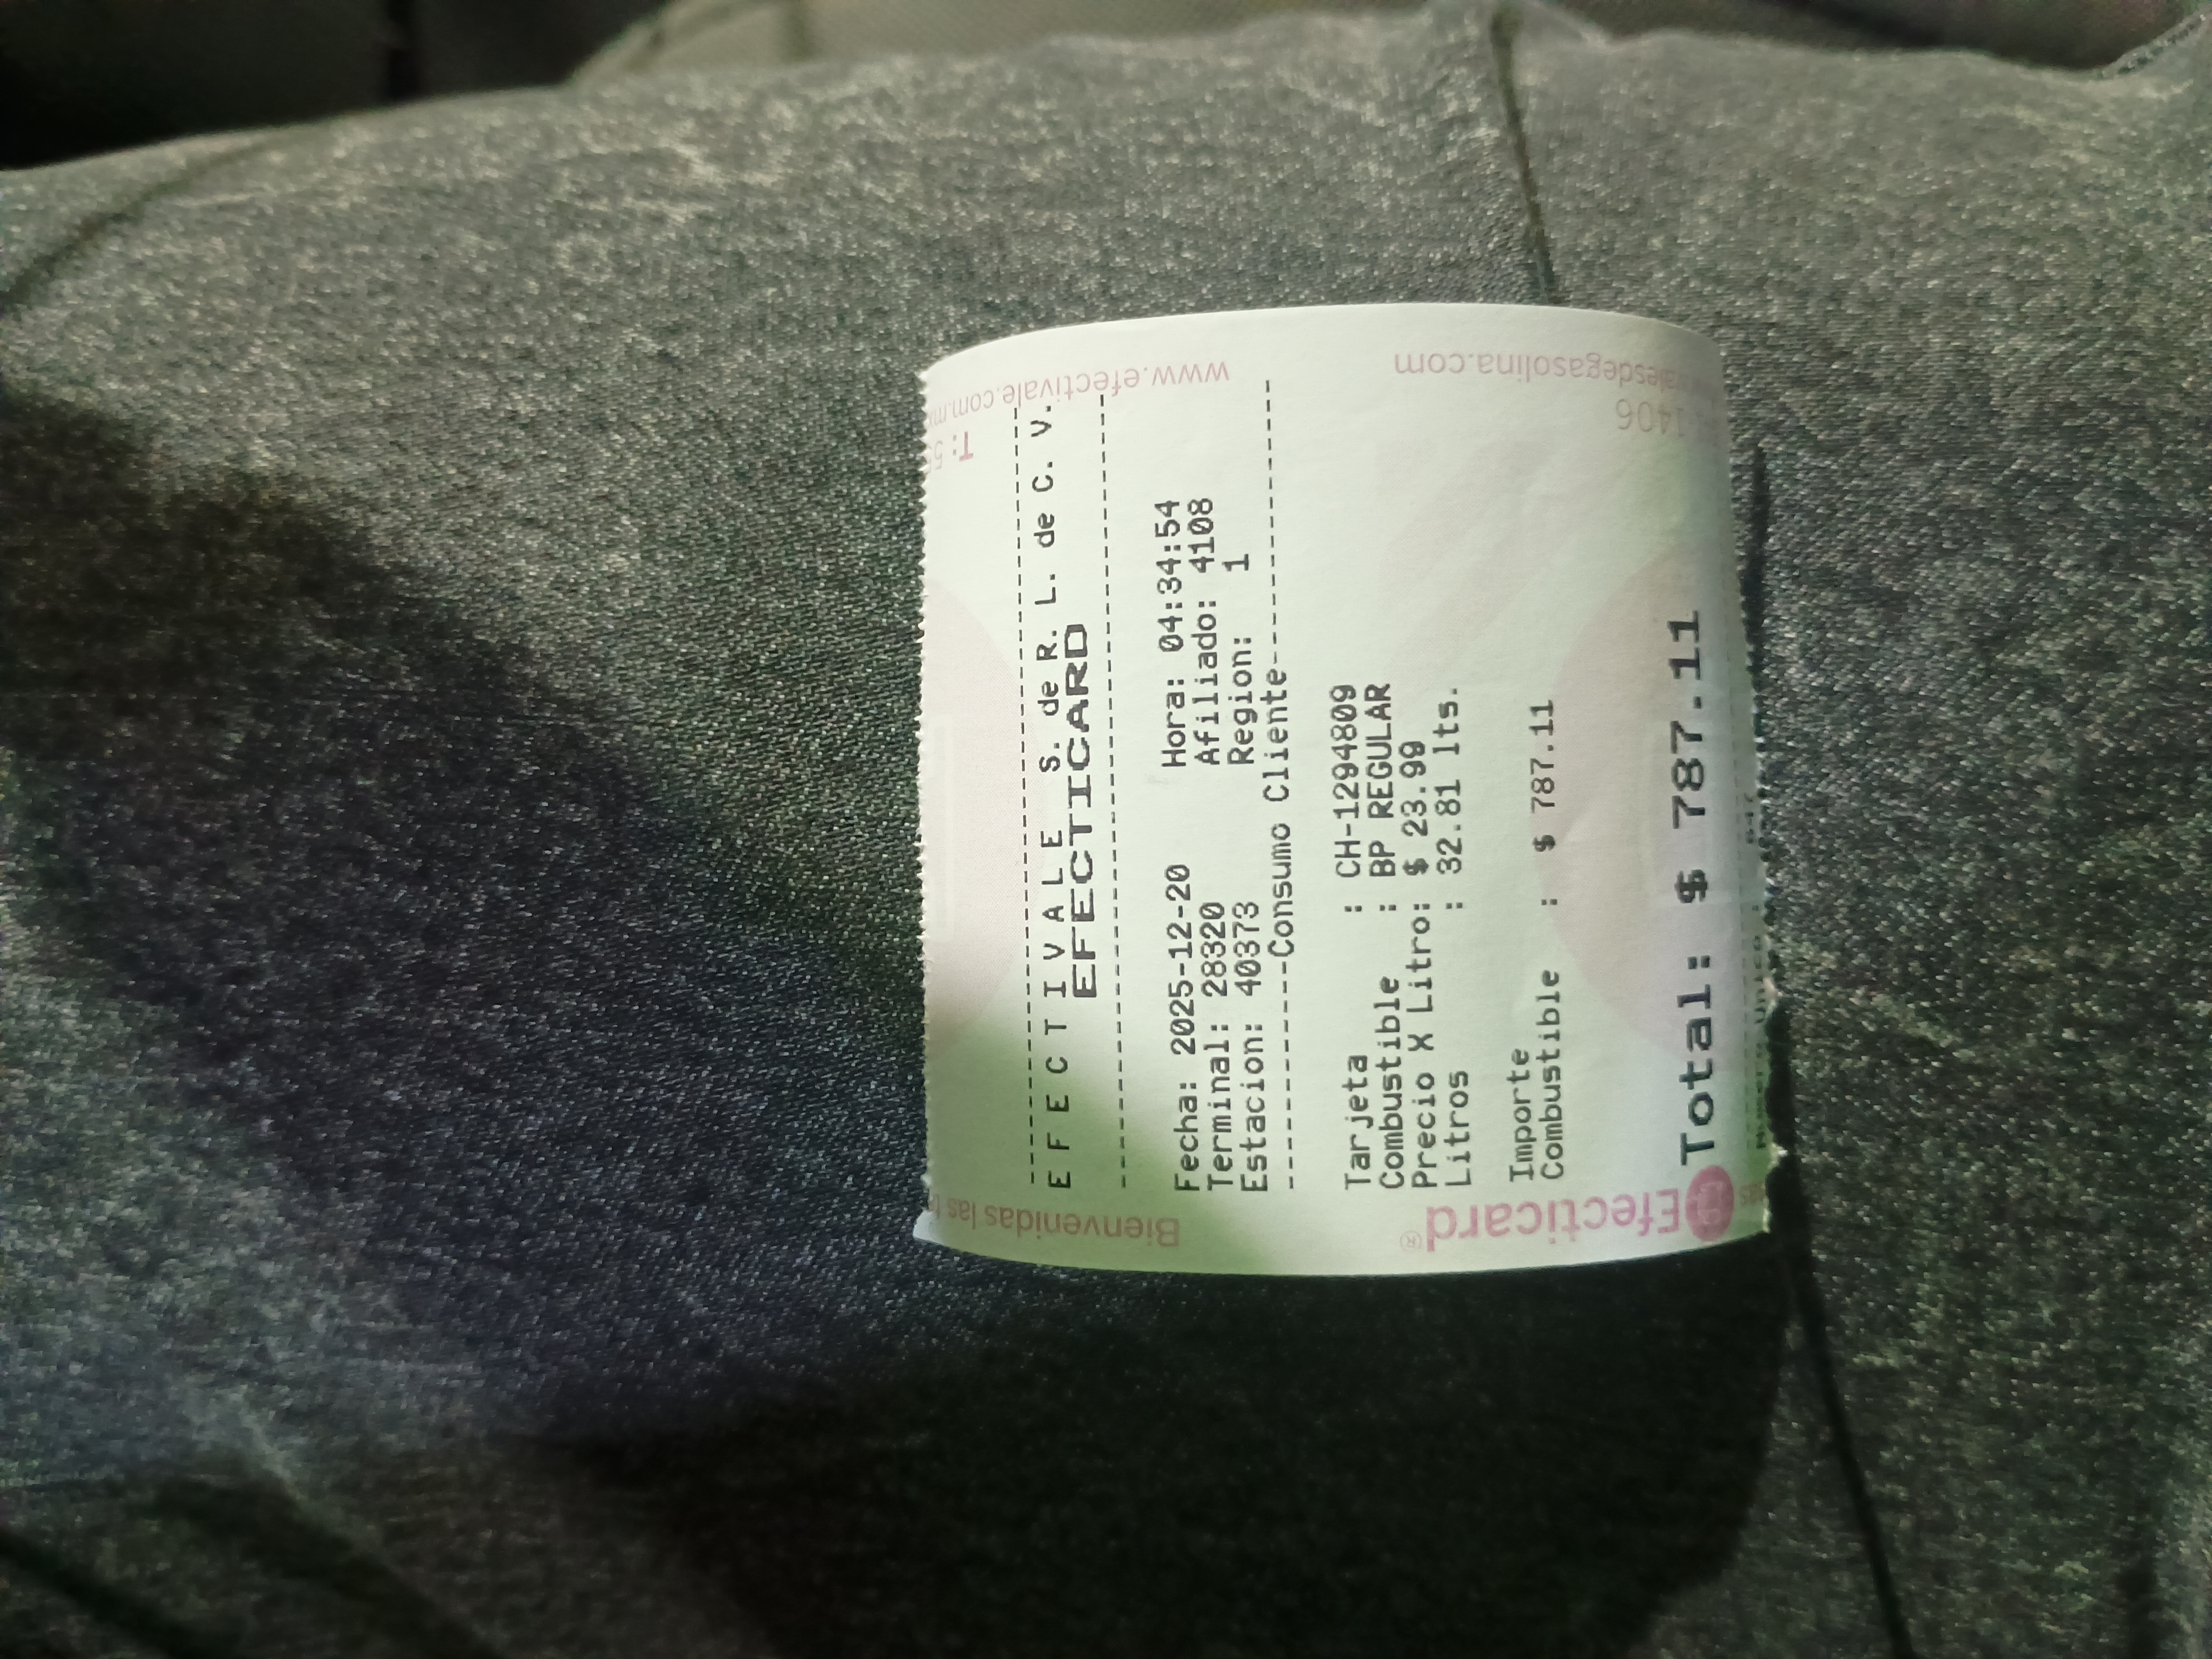 --------------------------------
E F E C T I V A L E  S. de R. L. de C. V.
EFECTICARD
--------------------------------
Fecha: 2025-12-20 Hora: 04:34:54
Terminal: 28320 Afiliado: 4108
Estacion: 40373 Region: 1
--------Consumo Cliente---------
Tarjeta : CH-1294809
Combustible : BP REGULAR
Precio X Litro: $ 23.99
Litros : 32.81 lts.
Importe
Combustible : $ 787.11
Total: $ 787.11
Efecticard®
Bienvenidas las
1406
www.efectivale.com.mx
T: 55